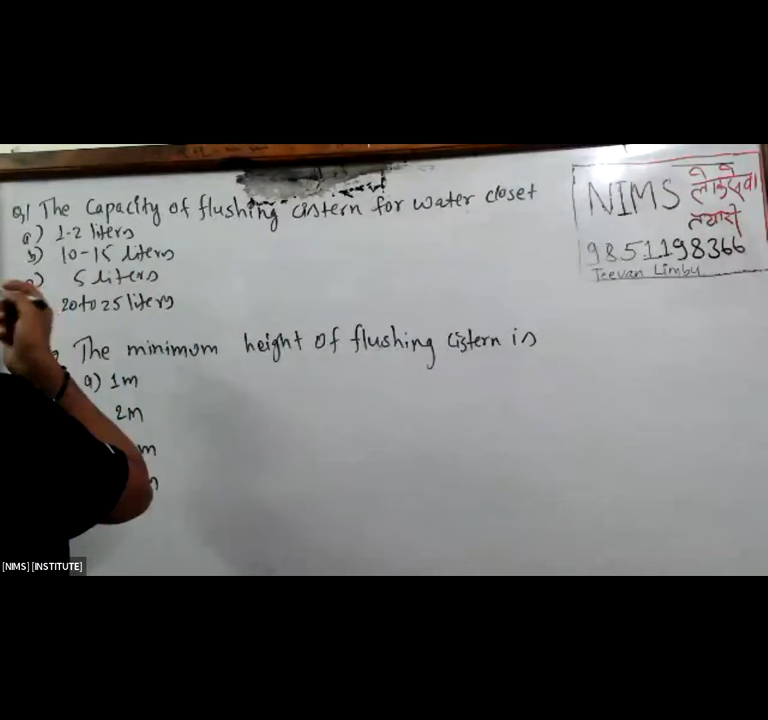 Q1 The Capacity of flushing cistern for water closet
a) 1-2 liters
b) 10-15 liters
c) 5 liters
20 to 25 liters
The minimum height of flushing cistern is
a) 1m
2m
m
NIMS लोकसेवा
तयारी
9851198366
Jeevan Limbu
[NIMS] [INSTITUTE]